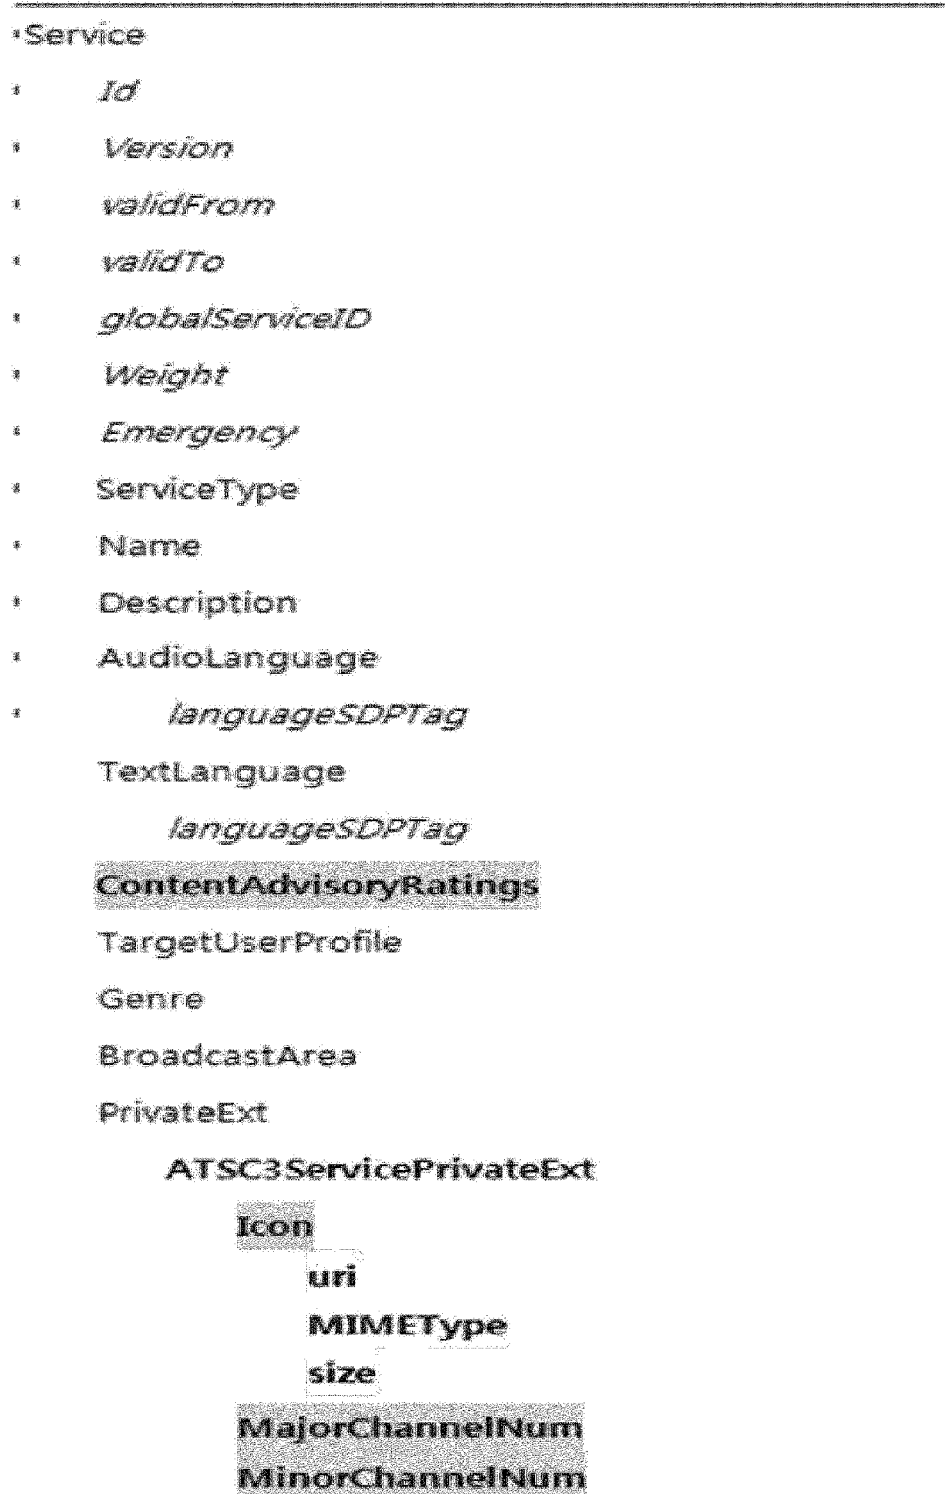 ▪Service
▪ Id
▪ Version
▪ validFrom
▪ validTo
▪ globalServiceID
▪ Weight
▪ Emergency
▪ ServiceType
▪ Name
▪ Description
▪ AudioLanguage
▪ languageSDPTag
TextLanguage
languageSDPTag
ContentAdvisoryRatings
TargetUserProfile
Genre
BroadcastArea
PrivateExt
ATSC3ServicePrivateExt
Icon
uri
MIMEType
size
MajorChannelNum
MinorChannelNum